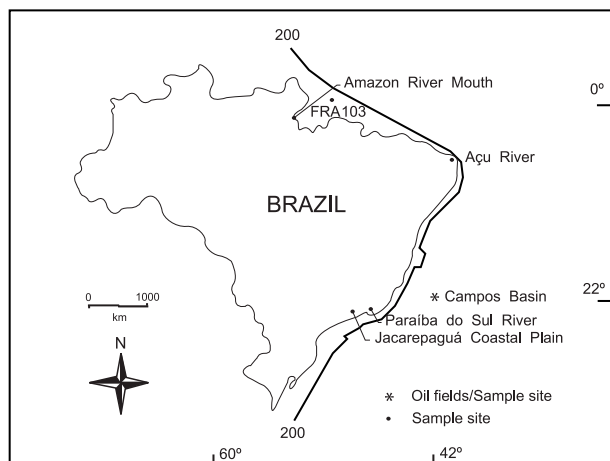 200
Amazon River Mouth
0º
FRA103
Açu River
BRAZIL
0 1000
km
* Campos Basin
22º
Paraíba do Sul River
Jacarepaguá Coastal Plain
N
* Oil fields/Sample site
• Sample site
200
60º
42º